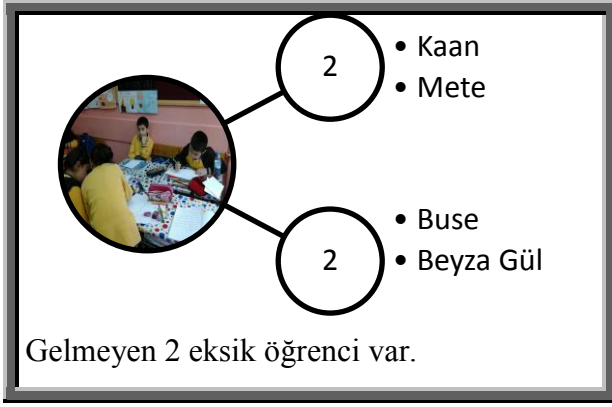 2
• Kaan
• Mete
2
• Buse
• Beyza Gül
Gelmeyen 2 eksik öğrenci var.